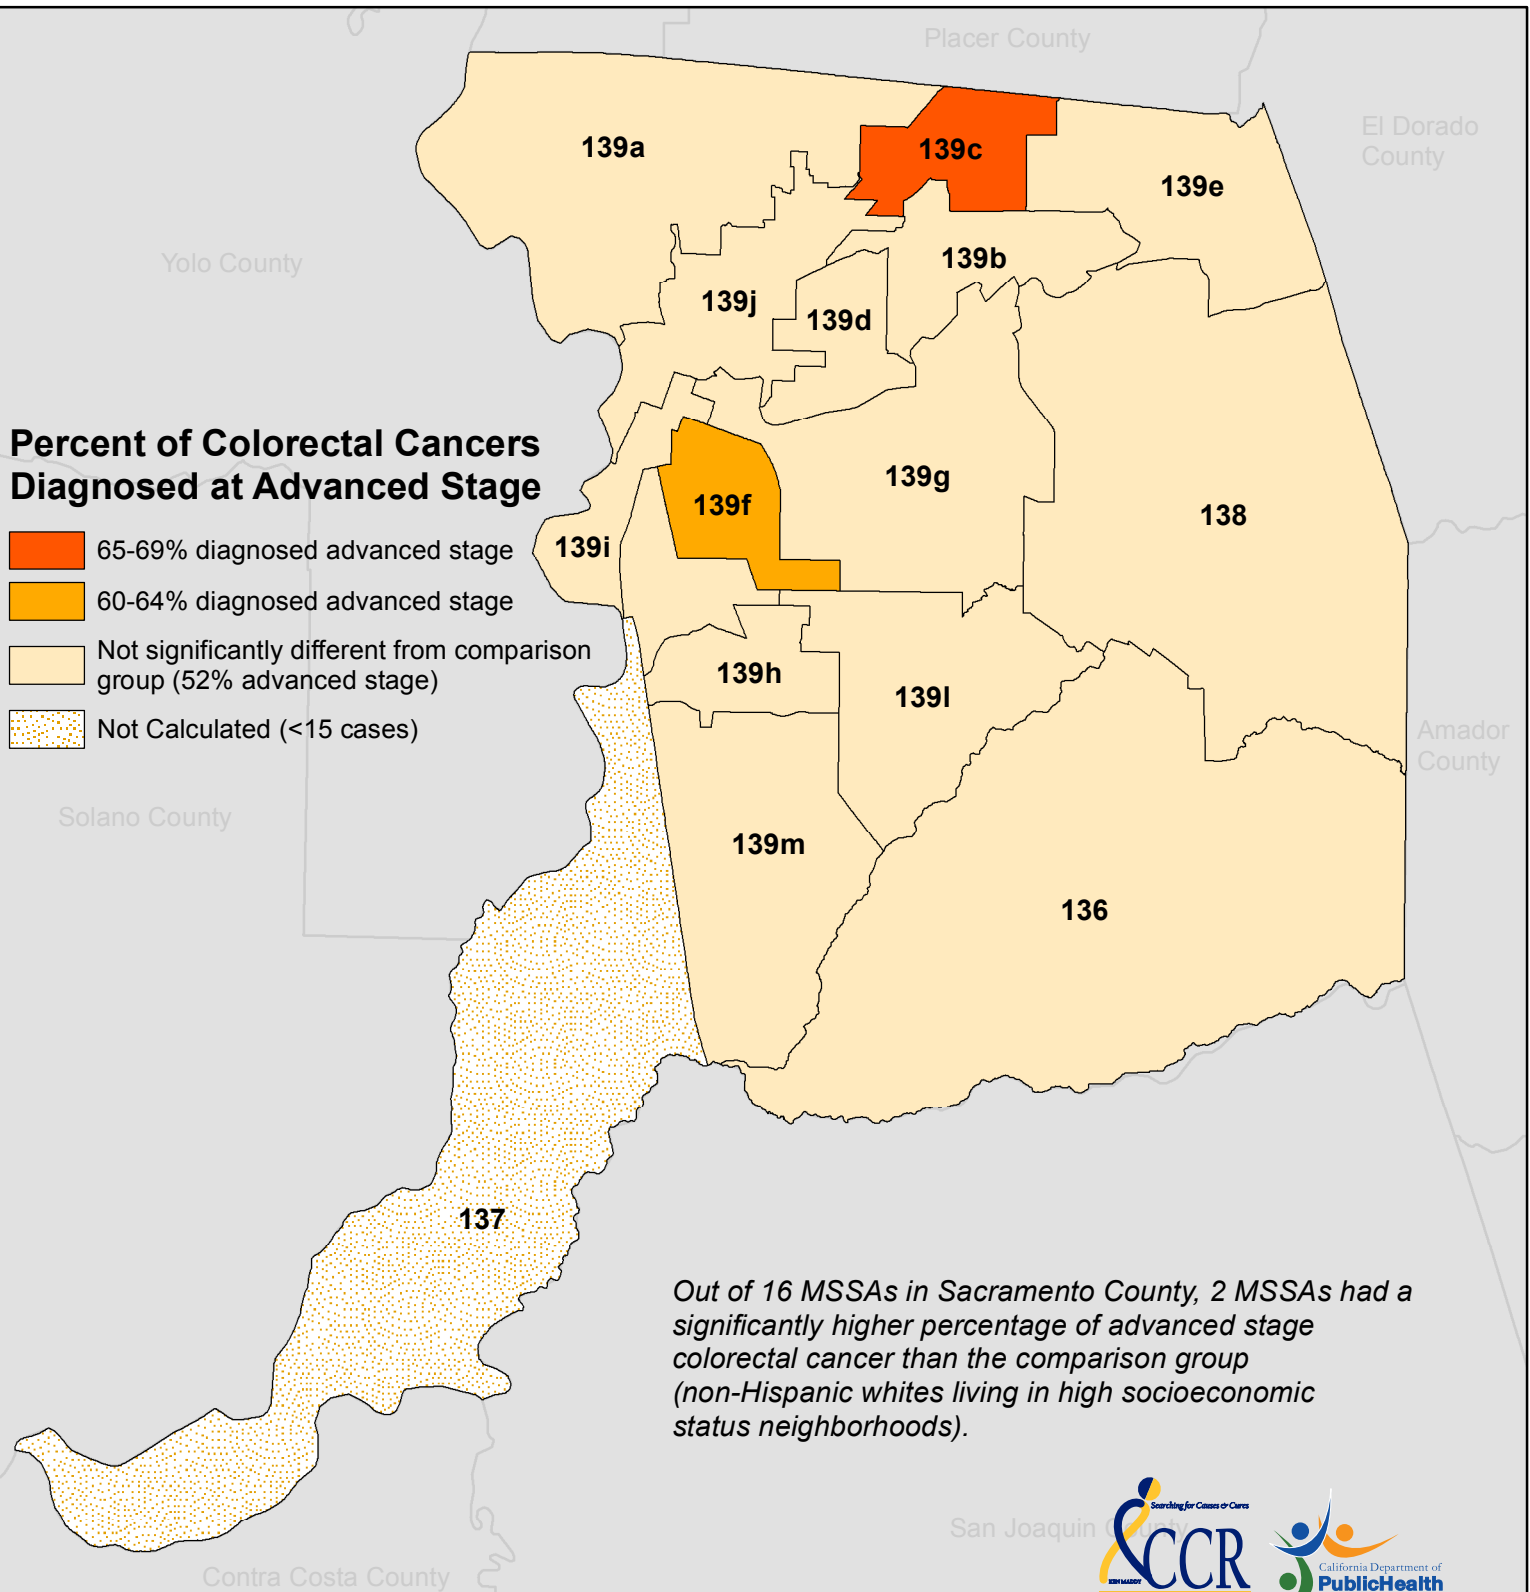 Placer County
El Dorado
County
139a
139c
139e
Yolo County
139b
139j
139d
Percent of Colorectal Cancers
Diagnosed at Advanced Stage
65-69% diagnosed advanced stage
60-64% diagnosed advanced stage
Not significantly different from comparison
group (52% advanced stage)
Not Calculated (<15 cases)
139g
139f
138
139i
139h
139l
Amador
County
Solano County
139m
136
137
Out of 16 MSSAs in Sacramento County, 2 MSSAs had a
significantly higher percentage of advanced stage
colorectal cancer than the comparison group
(non-Hispanic whites living in high socioeconomic
status neighborhoods).
San Joaquin County
Contra Costa County
Searching for Causes & Cures
CCR
KEN MADDY
California Department of
PublicHealth